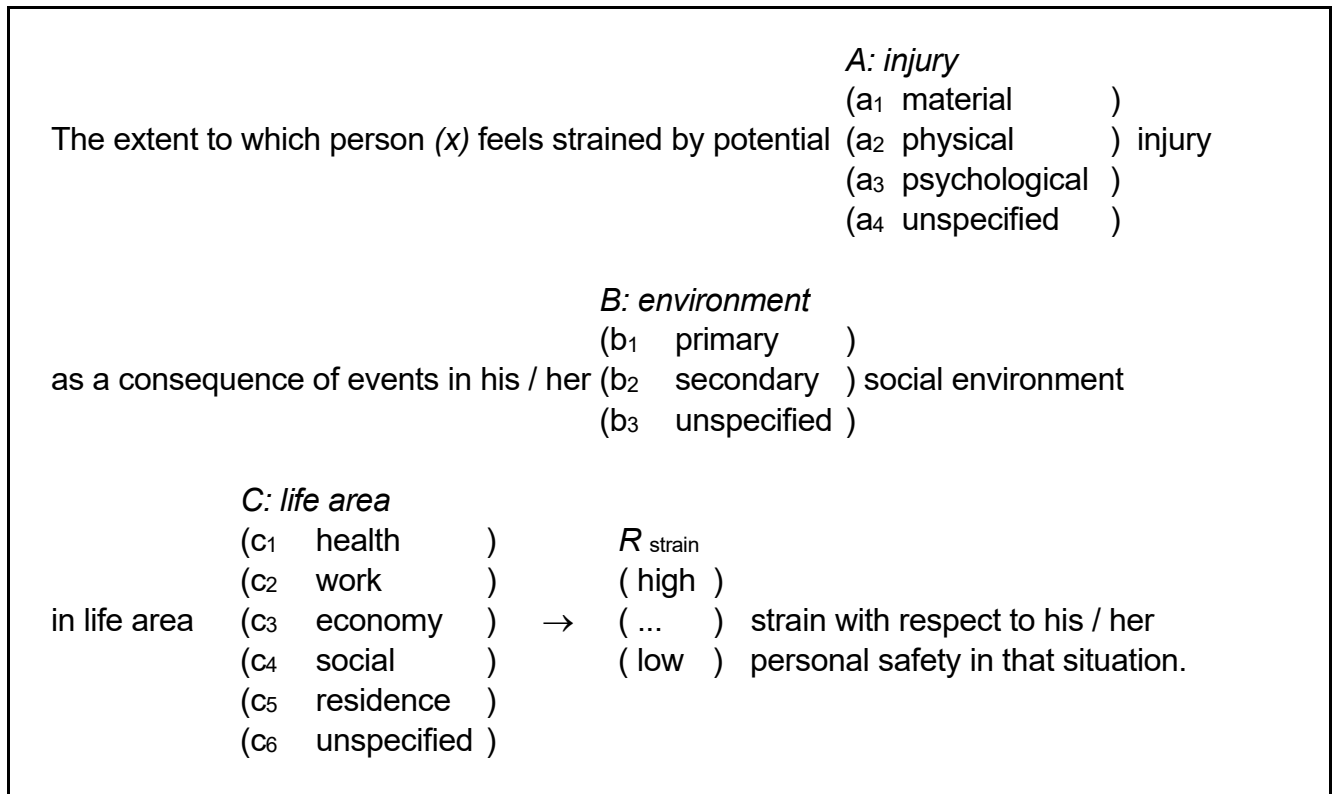 A: injury
(a1 material )
The extent to which person (x) feels strained by potential (a2 physical ) injury
(a3 psychological )
(a4 unspecified )
B: environment
(b1 primary )
as a consequence of events in his / her (b2 secondary ) social environment
(b3 unspecified )
C: life area
(c1 health ) R strain
(c2 work ) ( high )
in life area (c3 economy ) → ( ... ) strain with respect to his / her
(c4 social ) ( low ) personal safety in that situation.
(c5 residence )
(c6 unspecified )